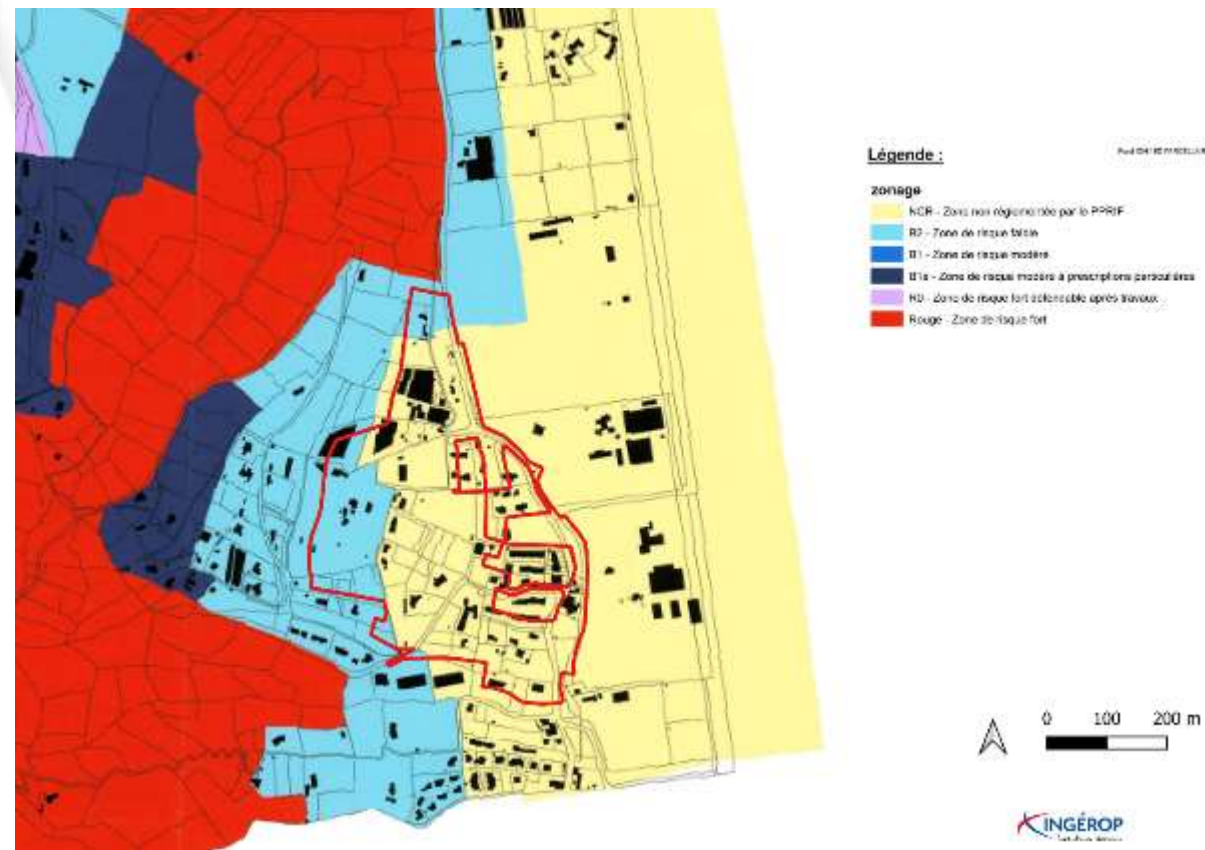 Légende :
zonage
NCR - Zone non réglementée par le PPRIF
B2 - Zone de risque faible
B1 - Zone de risque modéré
B1a - Zone de risque modéré à prescriptions particulières
R0 - Zone de risque fort défendable après travaux
Rouge - Zone de risque fort
0 100 200 m
INGÉROP